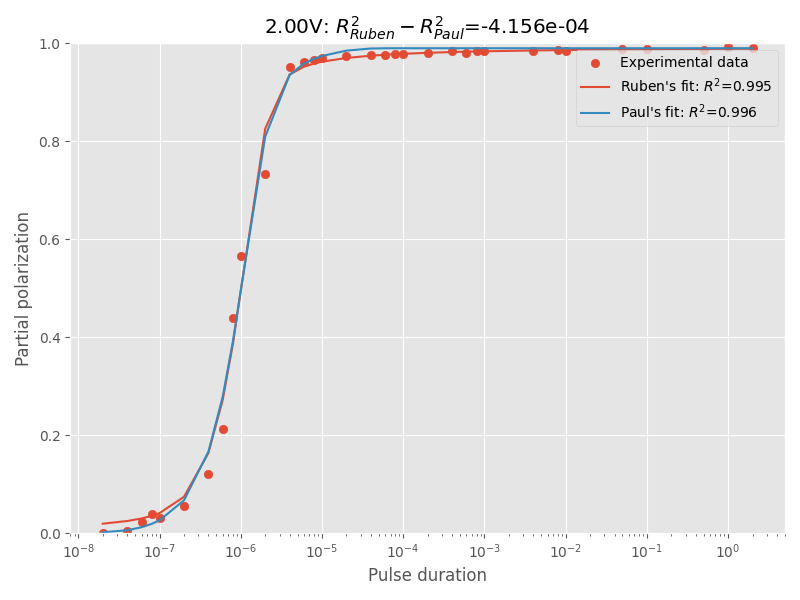 2.00V: $R^2_{Ruben} - R^2_{Paul}$=-4.156e-04
Partial polarization
1.0
0.8
0.6
0.4
0.2
0.0
Experimental data
Ruben's fit: $R^2$=0.995
Paul's fit: $R^2$=0.996
$10^{-8}$ $10^{-7}$ $10^{-6}$ $10^{-5}$ $10^{-4}$ $10^{-3}$ $10^{-2}$ $10^{-1}$ $10^{0}$
Pulse duration